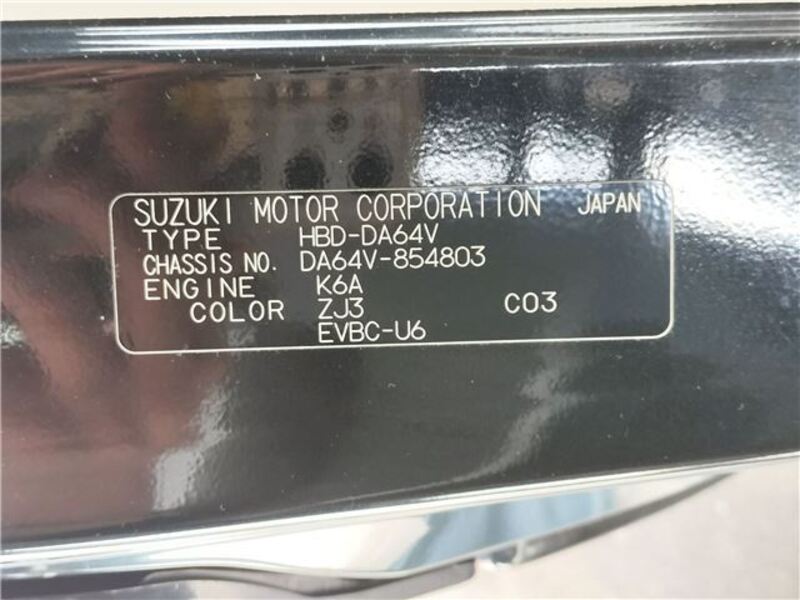 SUZUKI MOTOR CORPORATION JAPAN
TYPE HBD-DA64V
CHASSIS NO. DA64V-854803
ENGINE K6A
COLOR ZJ3 C03
EVBC-U6